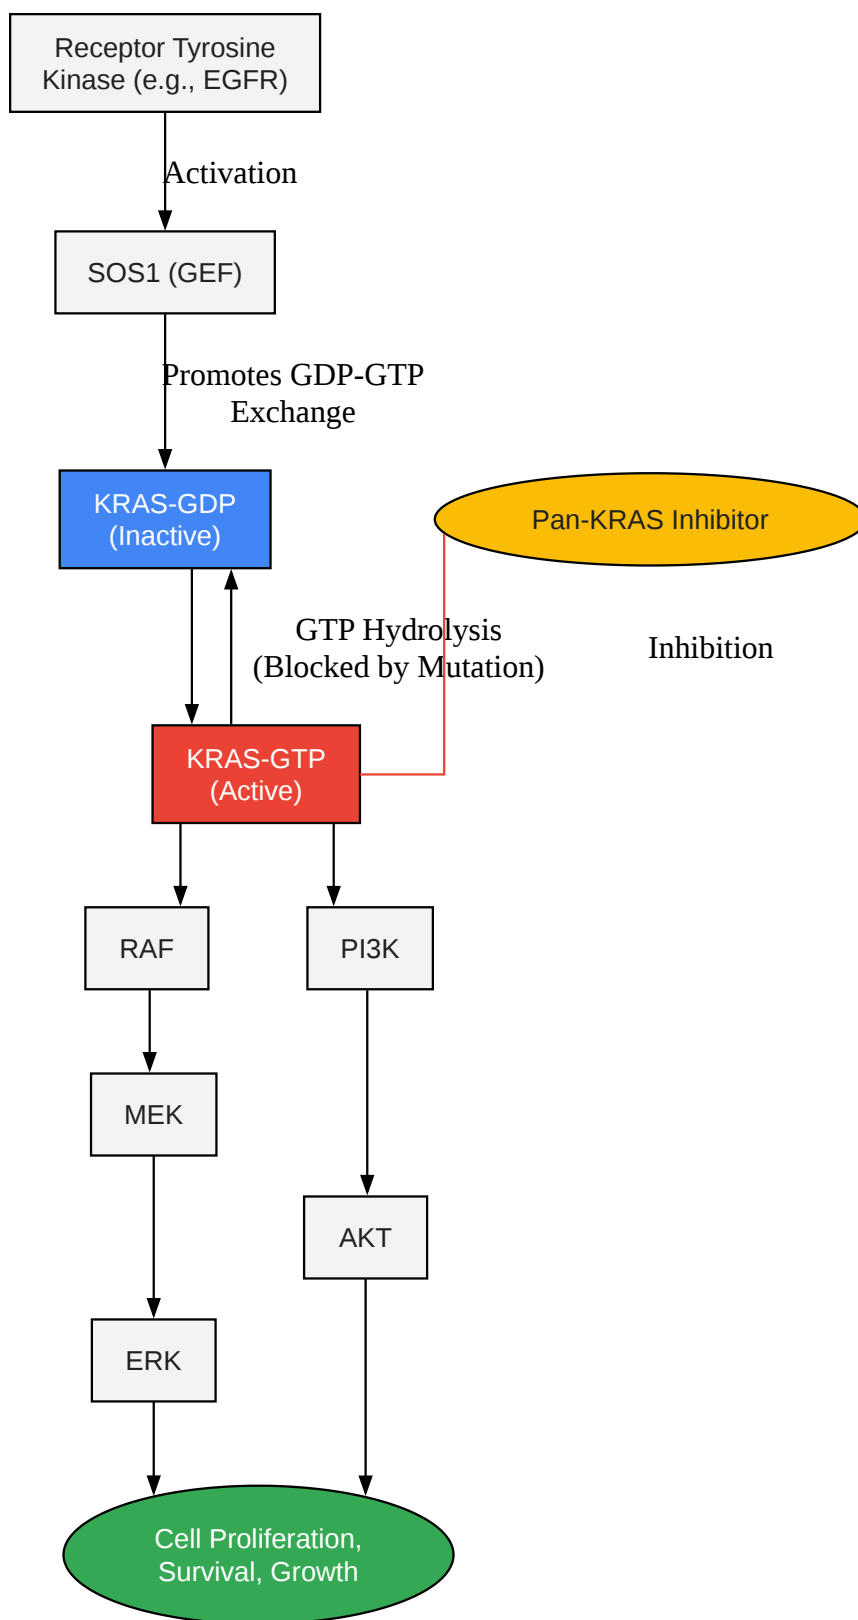 Receptor Tyrosine
Kinase (e.g., EGFR)
Activation
SOS1 (GEF)
Promotes GDP-GTP
Exchange
KRAS-GDP
(Inactive)
Pan-KRAS Inhibitor
GTP Hydrolysis
(Blocked by Mutation)
Inhibition
KRAS-GTP
(Active)
RAF
PI3K
MEK
AKT
ERK
Cell Proliferation,
Survival, Growth